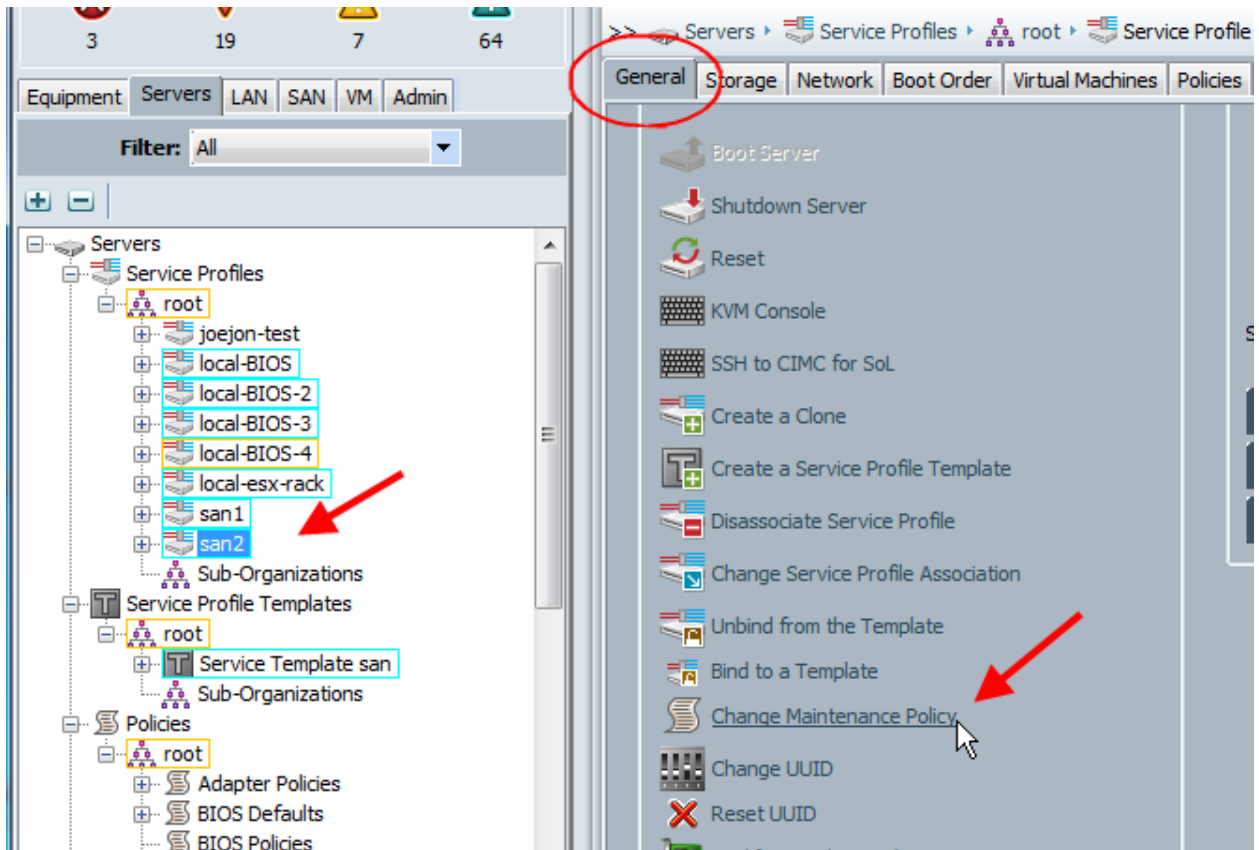 3 19 7 64
Equipment Servers LAN SAN VM Admin
Filter: All
Servers
Service Profiles
root
joejon-test
local-BIOS
local-BIOS-2
local-BIOS-3
local-BIOS-4
local-esx-rack
san1
san2
Sub-Organizations
Service Profile Templates
root
Service Template san
Sub-Organizations
Policies
root
Adapter Policies
BIOS Defaults
BIOS Policies
>> Servers Service Profiles root Service Profile
General Storage Network Boot Order Virtual Machines Policies
Boot Server
Shutdown Server
Reset
KVM Console
SSH to CIMC for SoL
Create a Clone
Create a Service Profile Template
Disassociate Service Profile
Change Service Profile Association
Unbind from the Template
Bind to a Template
Change Maintenance Policy
Change UUID
Reset UUID